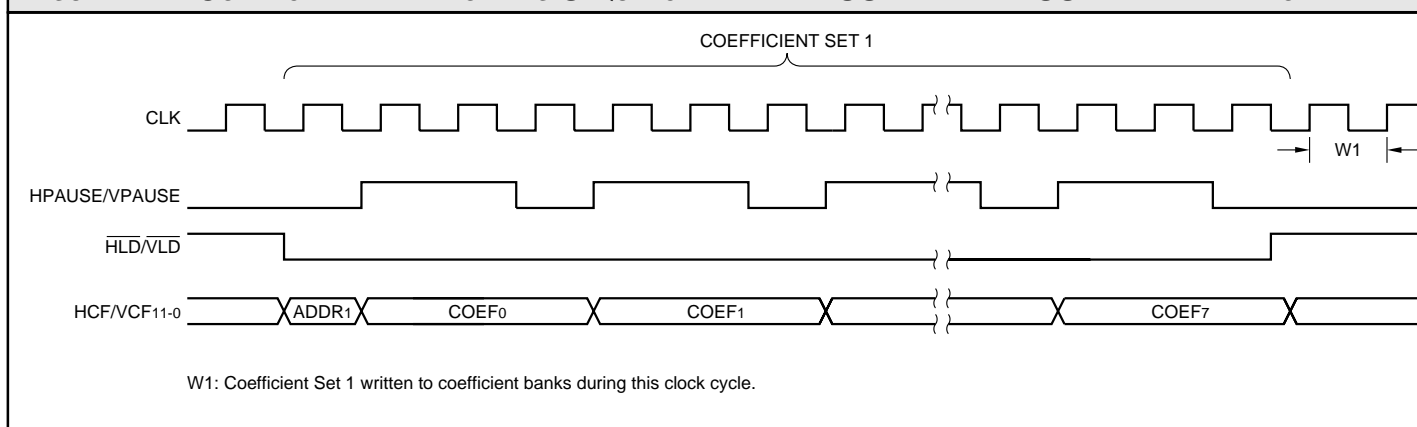 COEFFICIENT SET 1
CLK
W1
HPAUSE/VPAUSE
HLD/VLD
HCF/VCF11-0
ADDR1
COEF0
COEF1
COEF7
W1: Coefficient Set 1 written to coefficient banks during this clock cycle.